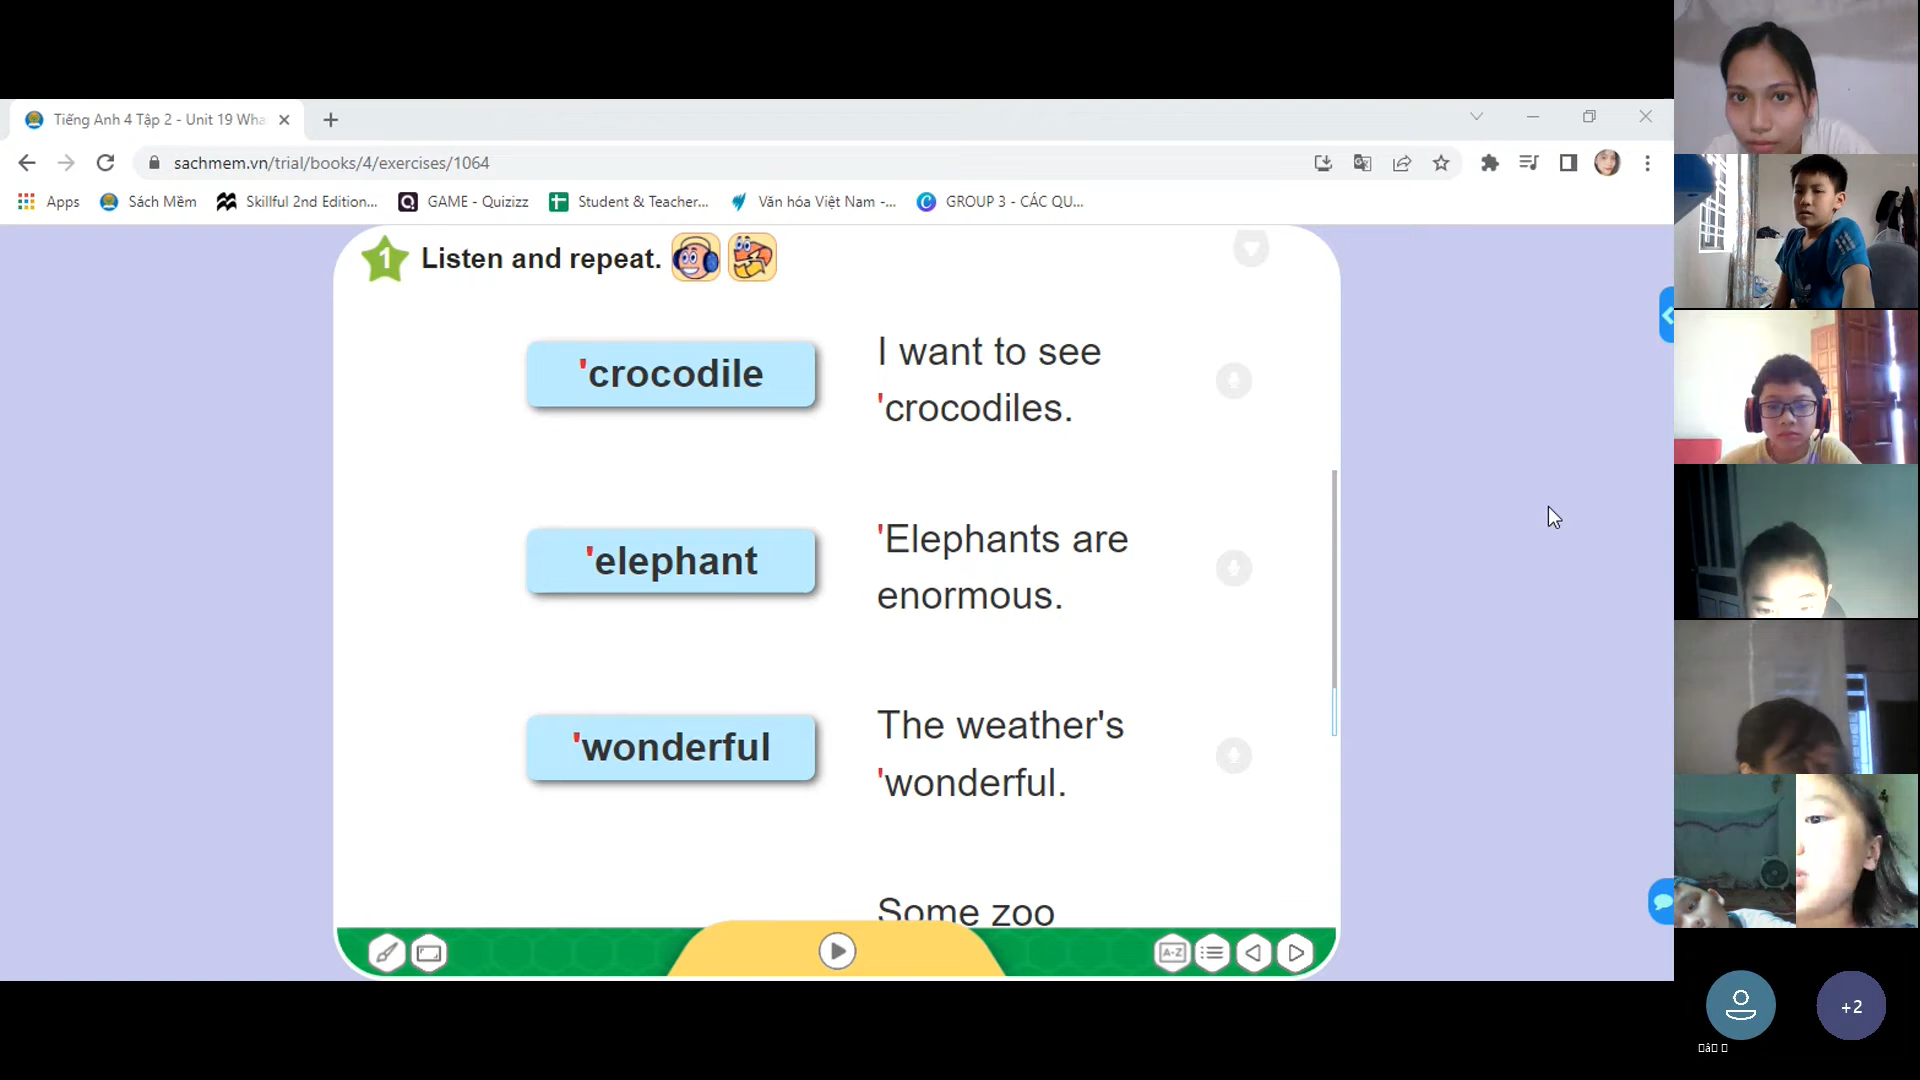 Tiếng Anh 4 Tập 2 - Unit 19 Wha
sachmem.vn/trial/books/4/exercises/1064
Apps Sách Mềm Skillful 2nd Edition... GAME - Quizizz Student & Teacher... Văn hóa Việt Nam -... GROUP 3 - CÁC QU...
1 Listen and repeat.
'crocodile
I want to see
'crocodiles.
'elephant
'Elephants are
enormous.
'wonderful
The weather's
'wonderful.
Some zoo
A-Z
+2